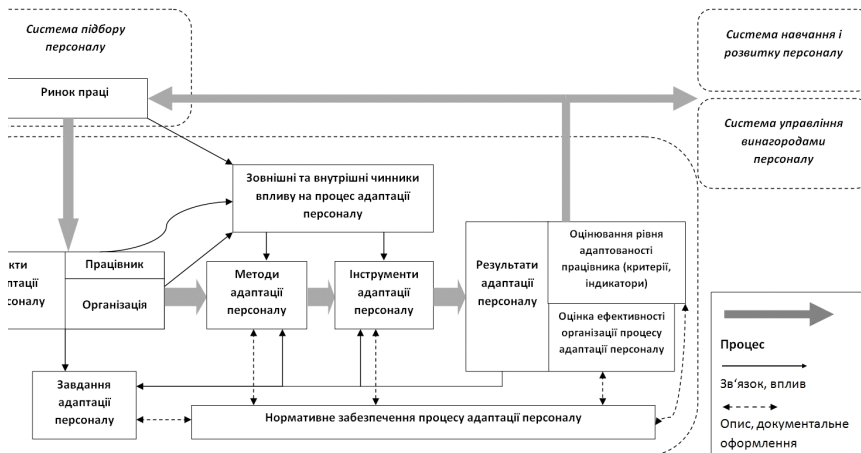 Система підбору
персоналу
Система навчання і
розвитку персоналу
Ринок праці
Система управління
винагородами
персоналу
Зовнішні та внутрішні чинники
впливу на процес адаптації
персоналу
Працівник
Організація
Методи
адаптації
персоналу
Інструменти
адаптації
персоналу
Результати
адаптації
персоналу
Оцінювання рівня
адаптованості
працівника (критерії,
індикатори)
Оцінка ефективності
організації процесу
адаптації персоналу
Завдання
адаптації
персоналу
Нормативне забезпечення процесу адаптації персоналу
Процес
Зв‘язок, вплив
Опис, документальне
оформлення